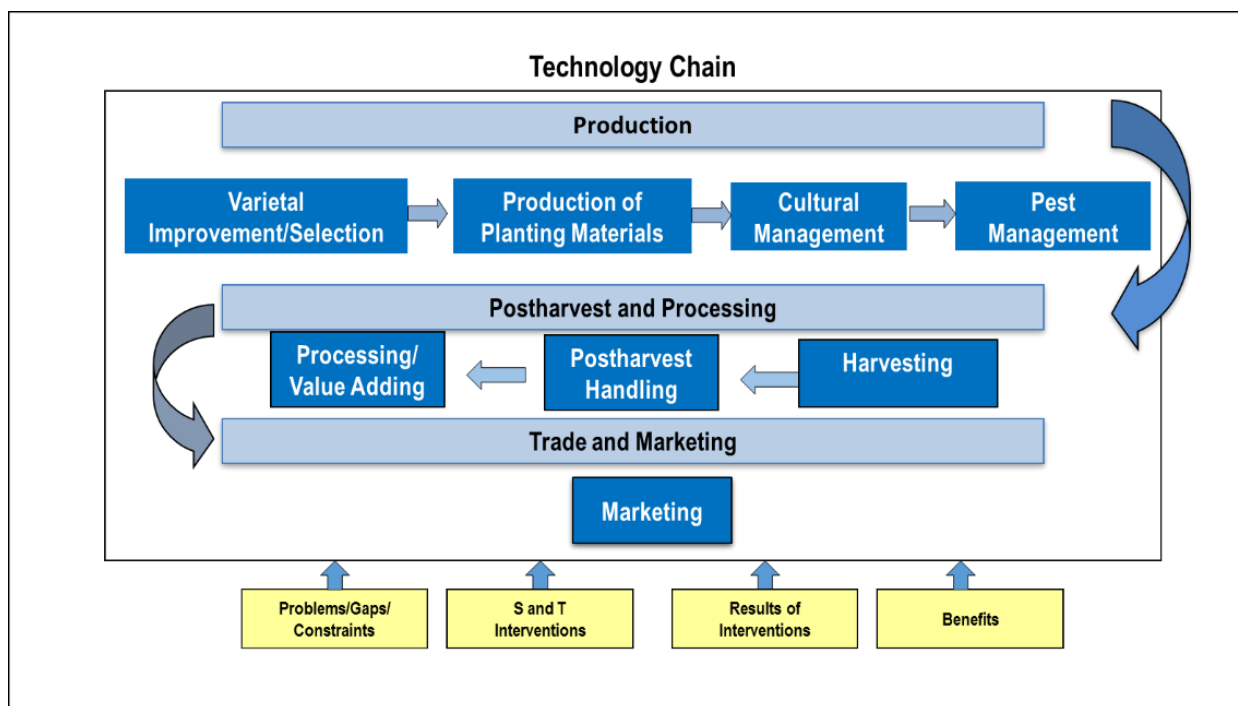 Technology Chain
Production
Varietal
Improvement/Selection
Production of
Planting Materials
Cultural
Management
Pest
Management
Postharvest and Processing
Processing/
Value Adding
Postharvest
Handling
Harvesting
Trade and Marketing
Marketing
Problems/Gaps/
Constraints
S and T
Interventions
Results of
Interventions
Benefits